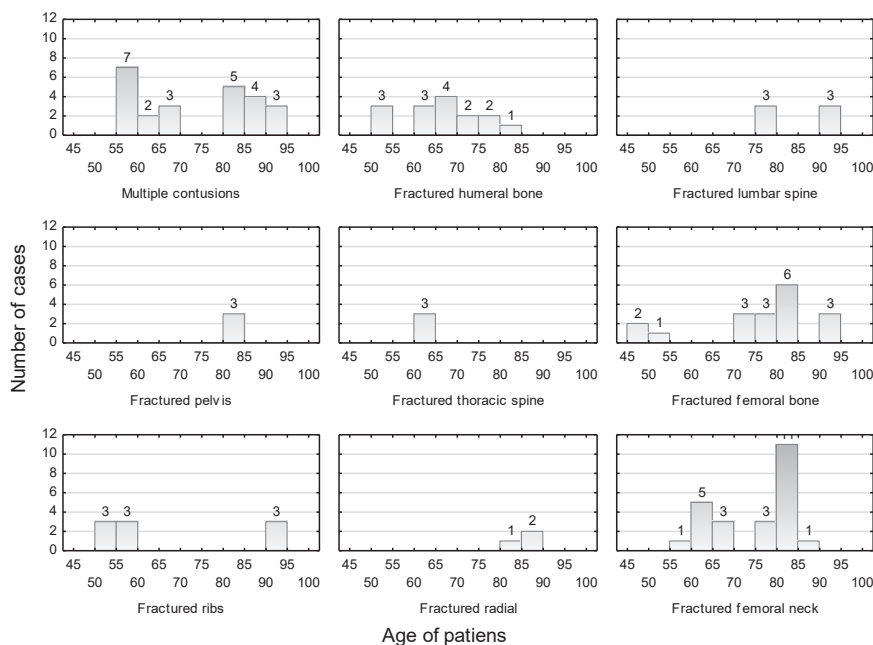 Number of cases
12
10
8
6
4
2
0
7
2
3
5
4
3
45 55 65 75 85 95
50 60 70 80 90 100
Multiple contusions
3
3
4
2
2
1
45 55 65 75 85 95
50 60 70 80 90 100
Fractured humeral bone
3
3
45 55 65 75 85 95
50 60 70 80 90 100
Fractured lumbar spine
12
10
8
6
4
2
0
3
45 55 65 75 85 95
50 60 70 80 90 100
Fractured pelvis
3
45 55 65 75 85 95
50 60 70 80 90 100
Fractured thoracic spine
2
1
3
3
6
3
45 55 65 75 85 95
50 60 70 80 90 100
Fractured femoral bone
12
10
8
6
4
2
0
3
3
3
45 55 65 75 85 95
50 60 70 80 90 100
Fractured ribs
1
2
45 55 65 75 85 95
50 60 70 80 90 100
Fractured radial
1
5
3
3
11
1
45 55 65 75 85 95
50 60 70 80 90 100
Fractured femoral neck
Age of patiens